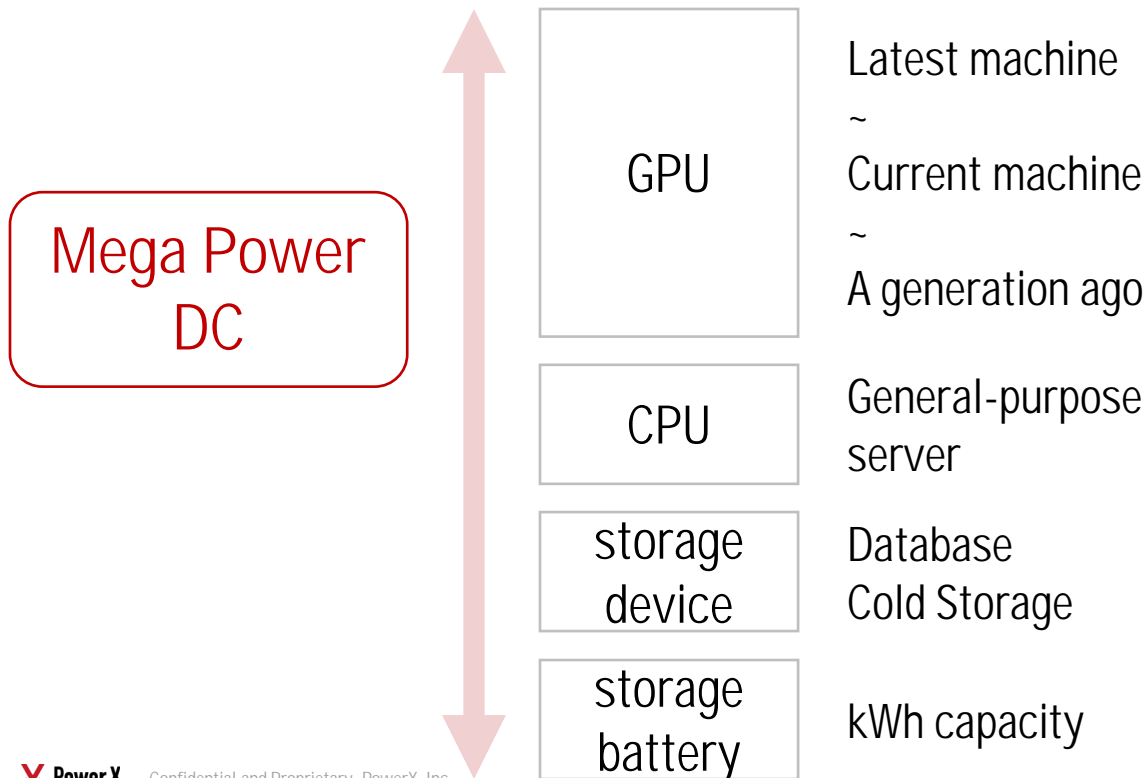 Mega Power
DC
GPU
Latest machine
~
Current machine
~
A generation ago
CPU
General-purpose
server
storage
device
Database
Cold Storage
storage
battery
kWh capacity
PowerX Confidential and Proprietary, PowerX, Inc.